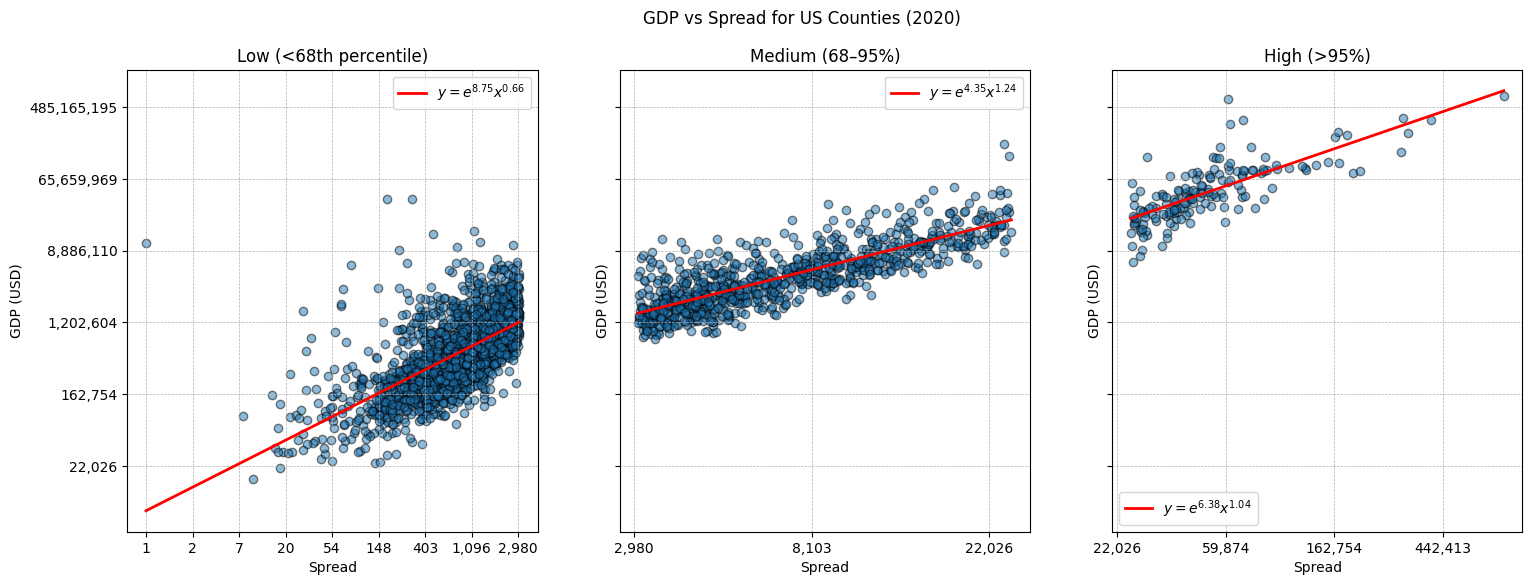 GDP vs Spread for US Counties (2020)
Low (<68th percentile)
Medium (68–95%)
High (>95%)
y = e^{8.75}x^{0.66}
y = e^{4.35}x^{1.24}
y = e^{6.38}x^{1.04}
485,165,195
65,659,969
8,886,110
1,202,604
162,754
22,026
GDP (USD)
GDP (USD)
GDP (USD)
1 2 7 20 54 148 403 1,096 2,980
2,980 8,103 22,026
22,026 59,874 162,754 442,413
Spread
Spread
Spread